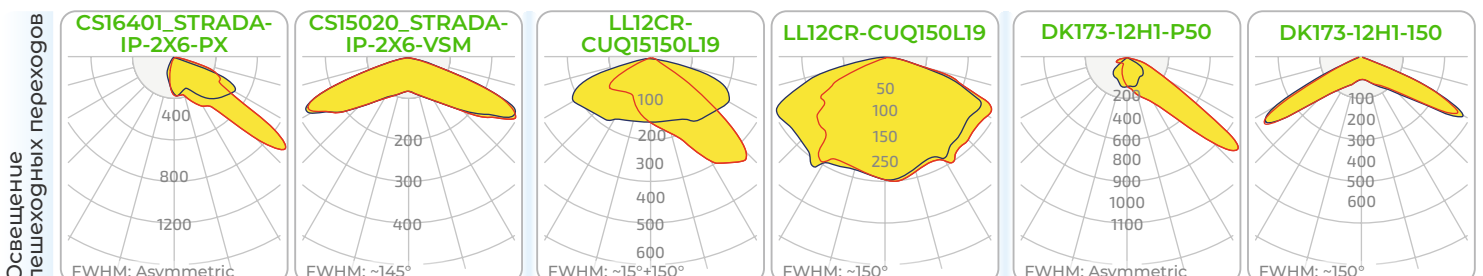 Освещение
пешеходных переходов
CS16401_STRADA-
IP-2X6-PX
400
800
1200
FWHM: Asymmetric
CS15020_STRADA-
IP-2X6-VSM
200
300
400
FWHM: ~145°
LL12CR-
CUQ15150L19
100
200
300
400
500
600
FWHM: ~15°+150°
LL12CR-CUQ150L19
50
100
150
250
FWHM: ~150°
DK173-12H1-P50
200
400
600
800
900
1000
1100
FWHM: Asymmetric
DK173-12H1-150
100
200
300
400
500
600
FWHM: ~150°